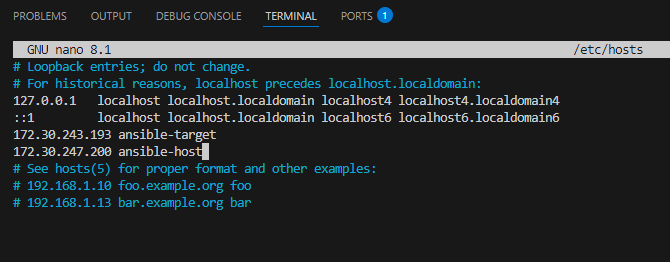 PROBLEMS OUTPUT DEBUG CONSOLE TERMINAL PORTS 1
GNU nano 8.1 /etc/hosts
# Loopback entries; do not change.
# For historical reasons, localhost precedes localhost.localdomain:
127.0.0.1 localhost localhost.localdomain localhost4 localhost4.localdomain4
::1 localhost localhost.localdomain localhost6 localhost6.localdomain6
172.30.243.193 ansible-target
172.30.247.200 ansible-host
# See hosts(5) for proper format and other examples:
# 192.168.1.10 foo.example.org foo
# 192.168.1.13 bar.example.org bar